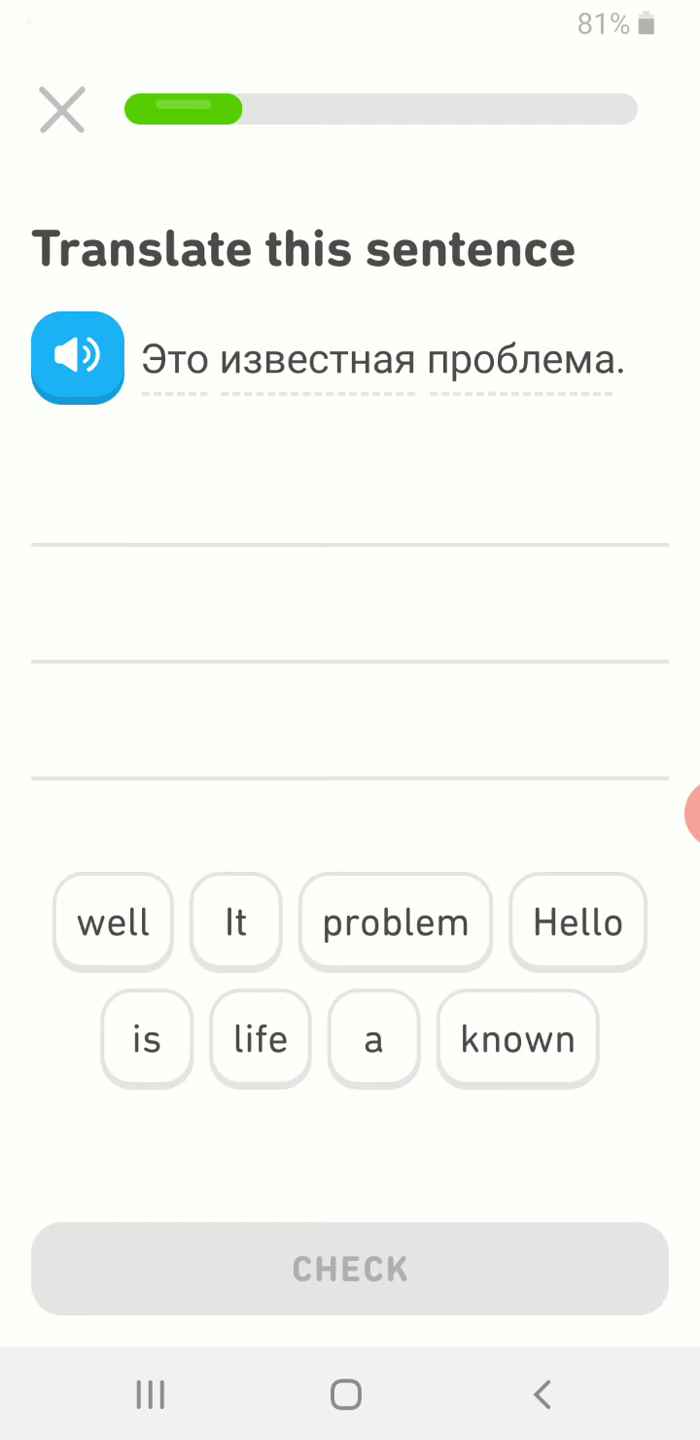 81%
Translate this sentence
Это известная проблема.
well It problem Hello
is life a known
CHECK